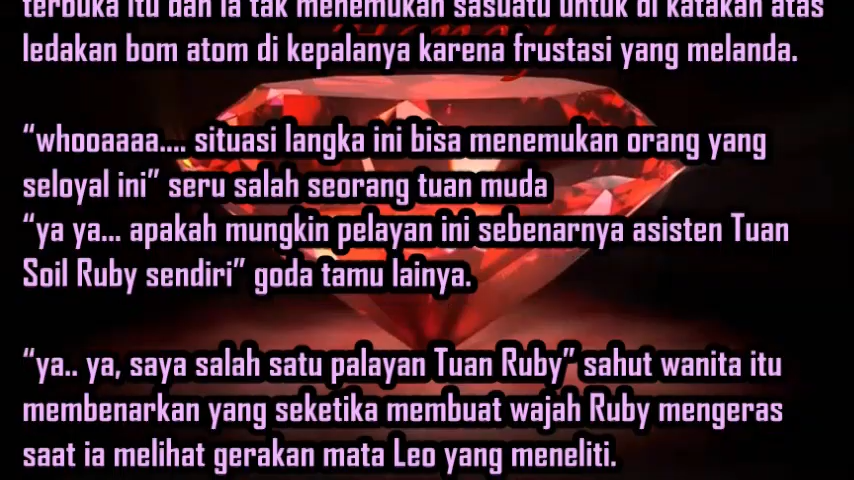 terbuka itu dan ia tak menemukan sasuatu untuk di katakan atas
ledakan bom atom di kepalanya karena frustasi yang melanda.
“whooaaaa.... situasi langka ini bisa menemukan orang yang
seloyal ini” seru salah seorang tuan muda
“ya ya... apakah mungkin pelayan ini sebenarnya asisten Tuan
Soil Ruby sendiri” goda tamu lainya.
“ya.. ya, saya salah satu palayan Tuan Ruby” sahut wanita itu
membenarkan yang seketika membuat wajah Ruby mengeras
saat ia melihat gerakan mata Leo yang meneliti.